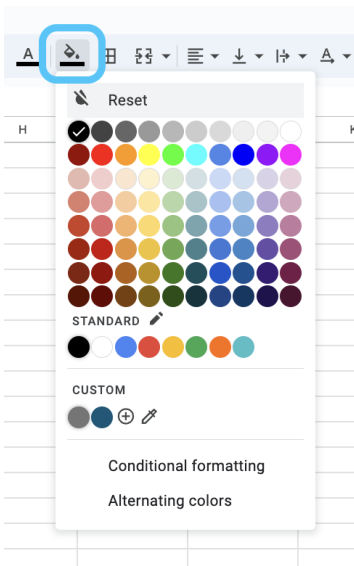 A
A
Reset
H
STANDARD
CUSTOM
Conditional formatting
Alternating colors